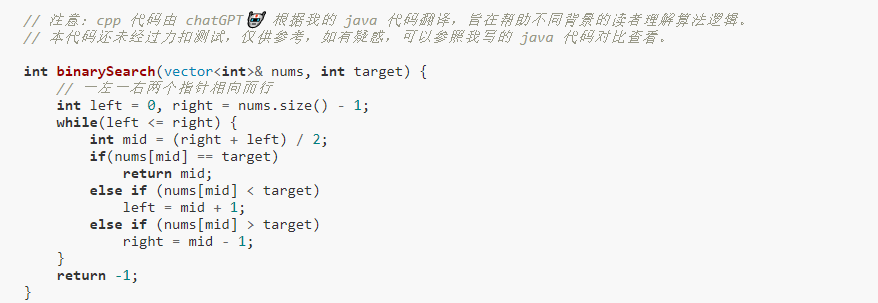 // 注意：cpp 代码由 chatGPT🤖 根据我的 java 代码翻译，旨在帮助不同背景的读者理解算法逻辑。
// 本代码还未经过力扣测试，仅供参考，如有疑惑，可以参照我写的 java 代码对比查看。
int binarySearch(vector<int>& nums, int target) {
// 一左一右两个指针相向而行
int left = 0, right = nums.size() - 1;
while(left <= right) {
int mid = (right + left) / 2;
if(nums[mid] == target)
return mid;
else if (nums[mid] < target)
left = mid + 1;
else if (nums[mid] > target)
right = mid - 1;
}
return -1;
}